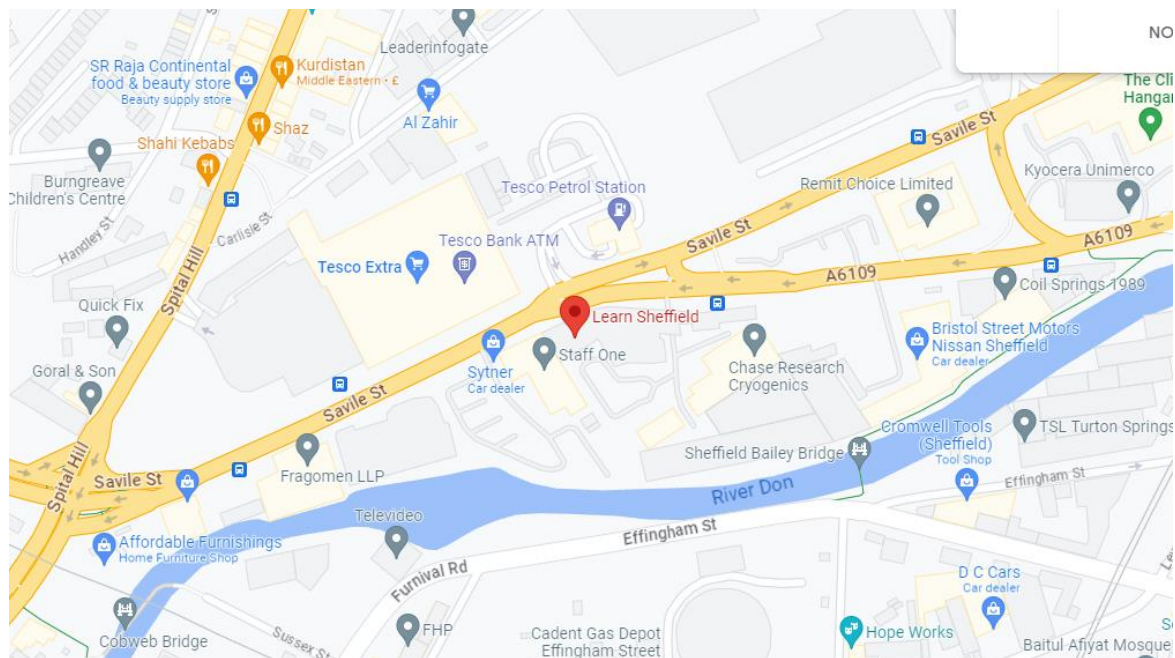 NO
Leaderinfogate
SR Raja Continental
food & beauty store
Beauty supply store
Kurdistan
Middle Eastern · £
The Cli
Hangar
Al Zahir
Savile St
Shaz
Shahi Kebabs
Burngreave
Children's Centre
Kyocera Unimerco
Remit Choice Limited
Tesco Petrol Station
Handley St
Carlisle St
Savile St
A6109
Tesco Bank ATM
Tesco Extra
A6109
Spital Hill
Coil Springs 1989
Quick Fix
Learn Sheffield
Bristol Street Motors
Nissan Sheffield
Car dealer
Staff One
Chase Research
Cryogenics
Sytner
Car dealer
Goral & Son
Savile St
Cromwell Tools
(Sheffield)
Tool Shop
TSL Turton Springs
Sheffield Bailey Bridge
Spital Hill
Savile St
Fragomen LLP
Effingham St
River Don
Televideo
Effingham St
Affordable Furnishings
Home Furniture Shop
Furnival Rd
D C Cars
Car dealer
Cobweb Bridge
Sussex St
FHP
Cadent Gas Depot
Effingham Street
Hope Works
Baitul Afiyat Mosque